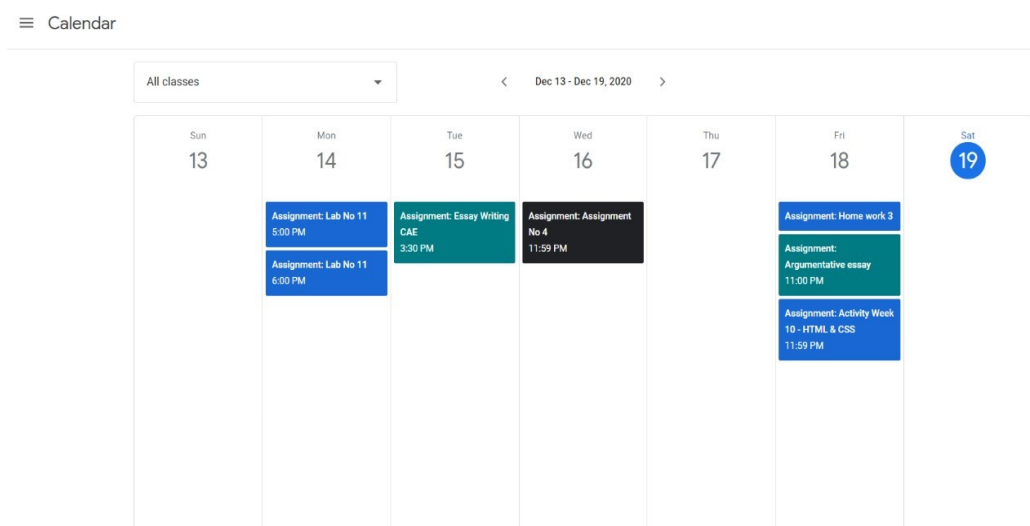 Calendar
All classes
Dec 13 - Dec 19, 2020
Sun
Mon
Tue
Wed
Thu
Fri
Sat
13
14
15
16
17
18
19
Assignment: Lab No 11
5:00 PM
Assignment: Lab No 11
6:00 PM
Assignment: Essay Writing
CAE
3:30 PM
Assignment: Assignment
No 4
11:59 PM
Assignment: Home work 3
Assignment:
Argumentative essay
11:00 PM
Assignment: Activity Week
10 - HTML & CSS
11:59 PM